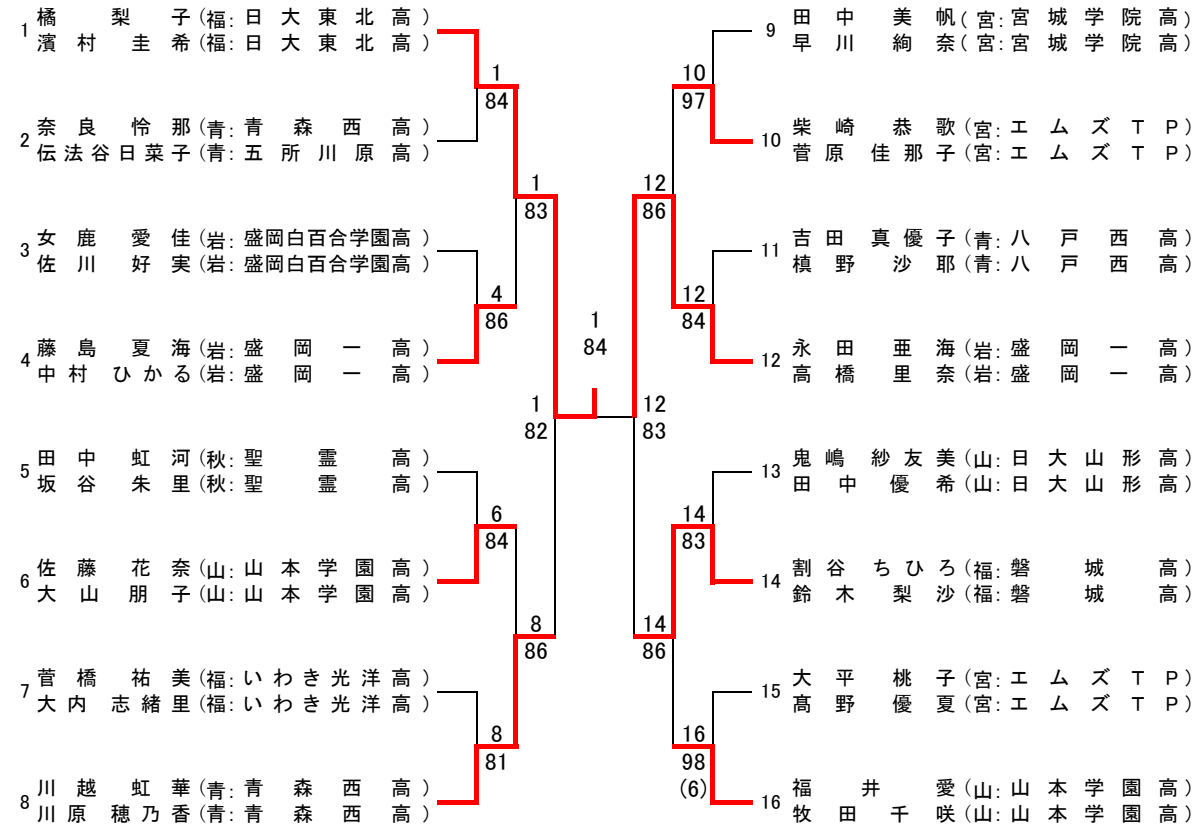 1 橘 梨 子 (福: 日 大 東 北 高 )
濱 村 圭 希 (福: 日 大 東 北 高 )
1
84
2 奈 良 怜 那 (青: 青 森 西 高 )
伝 法 谷 日 菜 子 (青: 五 所 川 原 高 )
1
83
3 女 鹿 愛 佳 (岩: 盛岡白百合学園高 )
佐 川 好 実 (岩: 盛岡白百合学園高 )
4
86
4 藤 島 夏 海 (岩: 盛 岡 一 高 )
中 村 ひ か る (岩: 盛 岡 一 高 )
1
82
5 田 中 虹 河 (秋: 聖 霊 高 )
坂 谷 朱 里 (秋: 聖 霊 高 )
6
84
6 佐 藤 花 奈 (山: 山 本 学 園 高 )
大 山 朋 子 (山: 山 本 学 園 高 )
8
86
7 菅 橋 祐 美 (福: い わ き 光 洋 高 )
大 内 志 緒 里 (福: い わ き 光 洋 高 )
8
81
8 川 越 虹 華 (青: 青 森 西 高 )
川 原 穂 乃 香 (青: 青 森 西 高 )
1
84
9 田 中 美 帆 ( 宮: 宮 城 学 院 高 )
早 川 絢 奈 ( 宮: 宮 城 学 院 高 )
10
97
10 柴 崎 恭 歌 (宮: エ ム ズ T P )
菅 原 佳 那 子 (宮: エ ム ズ T P )
12
86
11 吉 田 真 優 子 (青: 八 戸 西 高 )
槙 野 沙 耶 (青: 八 戸 西 高 )
12
84
12 永 田 亜 海 (岩: 盛 岡 一 高 )
高 橋 里 奈 (岩: 盛 岡 一 高 )
12
83
13 鬼 嶋 紗 友 美 (山: 日 大 山 形 高 )
田 中 優 希 (山: 日 大 山 形 高 )
14
83
14 割 谷 ち ひ ろ (福: 磐 城 高 )
鈴 木 梨 沙 (福: 磐 城 高 )
14
86
15 大 平 桃 子 (宮: エ ム ズ T P )
髙 野 優 夏 (宮: エ ム ズ T P )
16
98
(6)
16 福 井 愛 (山: 山 本 学 園 高 )
牧 田 千 咲 (山: 山 本 学 園 高 )